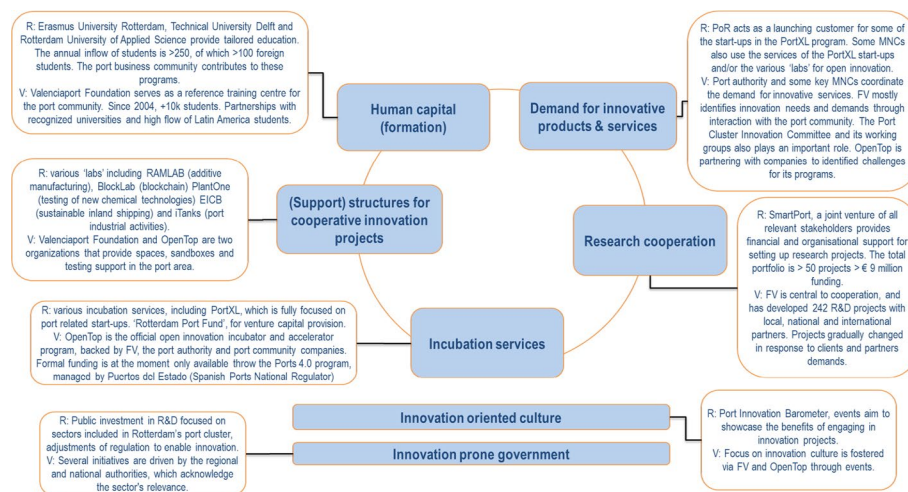 R: Erasmus University Rotterdam, Technical University Delft and
Rotterdam University of Applied Science provide tailored education.
The annual inflow of students is >250, of which >100 foreign
students. The port business community contributes to these
programs.
V: Valenciaport Foundation serves as a reference training centre for
the port community. Since 2004, +10k students. Partnerships with
recognized universities and high flow of Latin America students.
Human capital
(formation)
Demand for innovative
products & services
R: PoR acts as a launching customer for some of
the start-ups in the PortXL program. Some MNCs
also use the services of the PortXL start-ups
and/or the various 'labs' for open innovation.
V: Port authority and some key MNCs coordinate
the demand for innovative services. FV mostly
identifies innovation needs and demands through
interaction with the port community. The Port
Cluster Innovation Committee and its working
groups also plays an important role. OpenTop is
partnering with companies to identified challenges
for its programs.
R: various 'labs' including RAMLAB (additive
manufacturing), BlockLab (blockchain) PlantOne
(testing of new chemical technologies) EICB
(sustainable inland shipping) and iTanks (port
industrial activities).
V: Valenciaport Foundation and OpenTop are two
organizations that provide spaces, sandboxes and
testing support in the port area.
(Support) structures for
cooperative innovation
projects
Research cooperation
R: SmartPort, a joint venture of all
relevant stakeholders provides
financial and organisational support for
setting up research projects. The total
portfolio is > 50 projects > € 9 million
funding.
V: FV is central to cooperation, and
has developed 242 R&D projects with
local, national and international
partners. Projects gradually changed
in response to clients and partners
demands.
R: various incubation services, including PortXL, which is fully focused on
port related start-ups. 'Rotterdam Port Fund', for venture capital provision.
V: OpenTop is the official open innovation incubator and accelerator
program, backed by FV, the port authority and port community companies.
Formal funding is at the moment only available throw the Ports 4.0 program,
managed by Puertos del Estado (Spanish Ports National Regulator)
Incubation services
R: Public investment in R&D focused on
sectors included in Rotterdam's port cluster,
adjustments of regulation to enable innovation.
V: Several initiatives are driven by the regional
and national authorities, which acknowledge
the sector's relevance.
Innovation oriented culture
Innovation prone government
R: Port Innovation Barometer, events aim to
showcase the benefits of engaging in
innovation projects.
V: Focus on innovation culture is fostered
via FV and OpenTop through events.